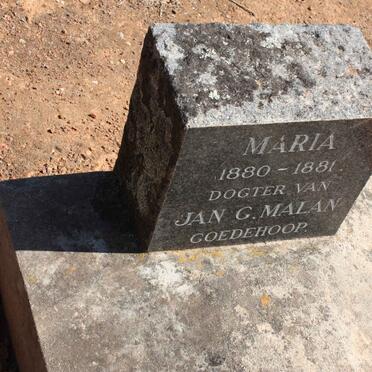 MARIA
1880 - 1881.
DOGTER VAN
JAN G. MALAN
GOEDEHOOP.